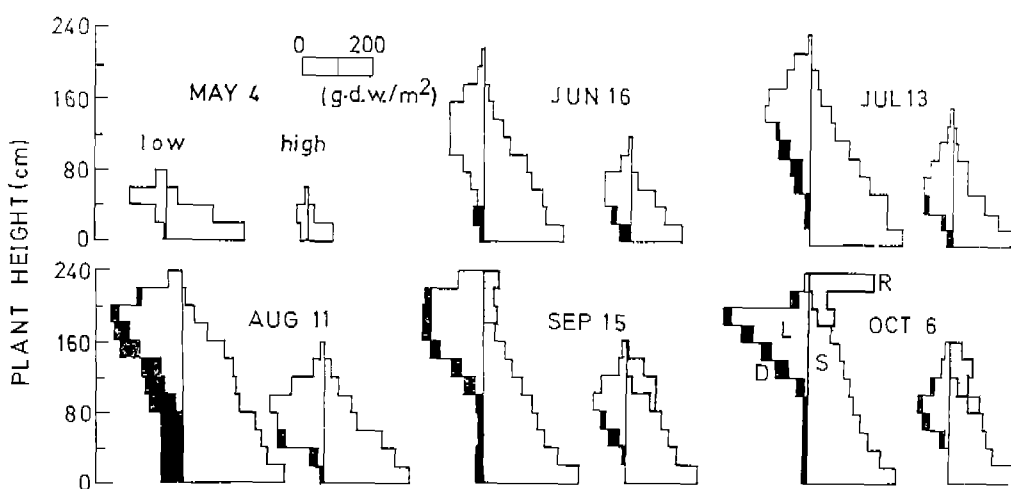 240
160
80
0
PLANT HEIGHT(cm)
0 200
(g·d.w./m²)
MAY 4
low high
JUN 16
JUL 13
240
160
80
0
AUG 11
SEP 15
OCT 6
R
L
D
S